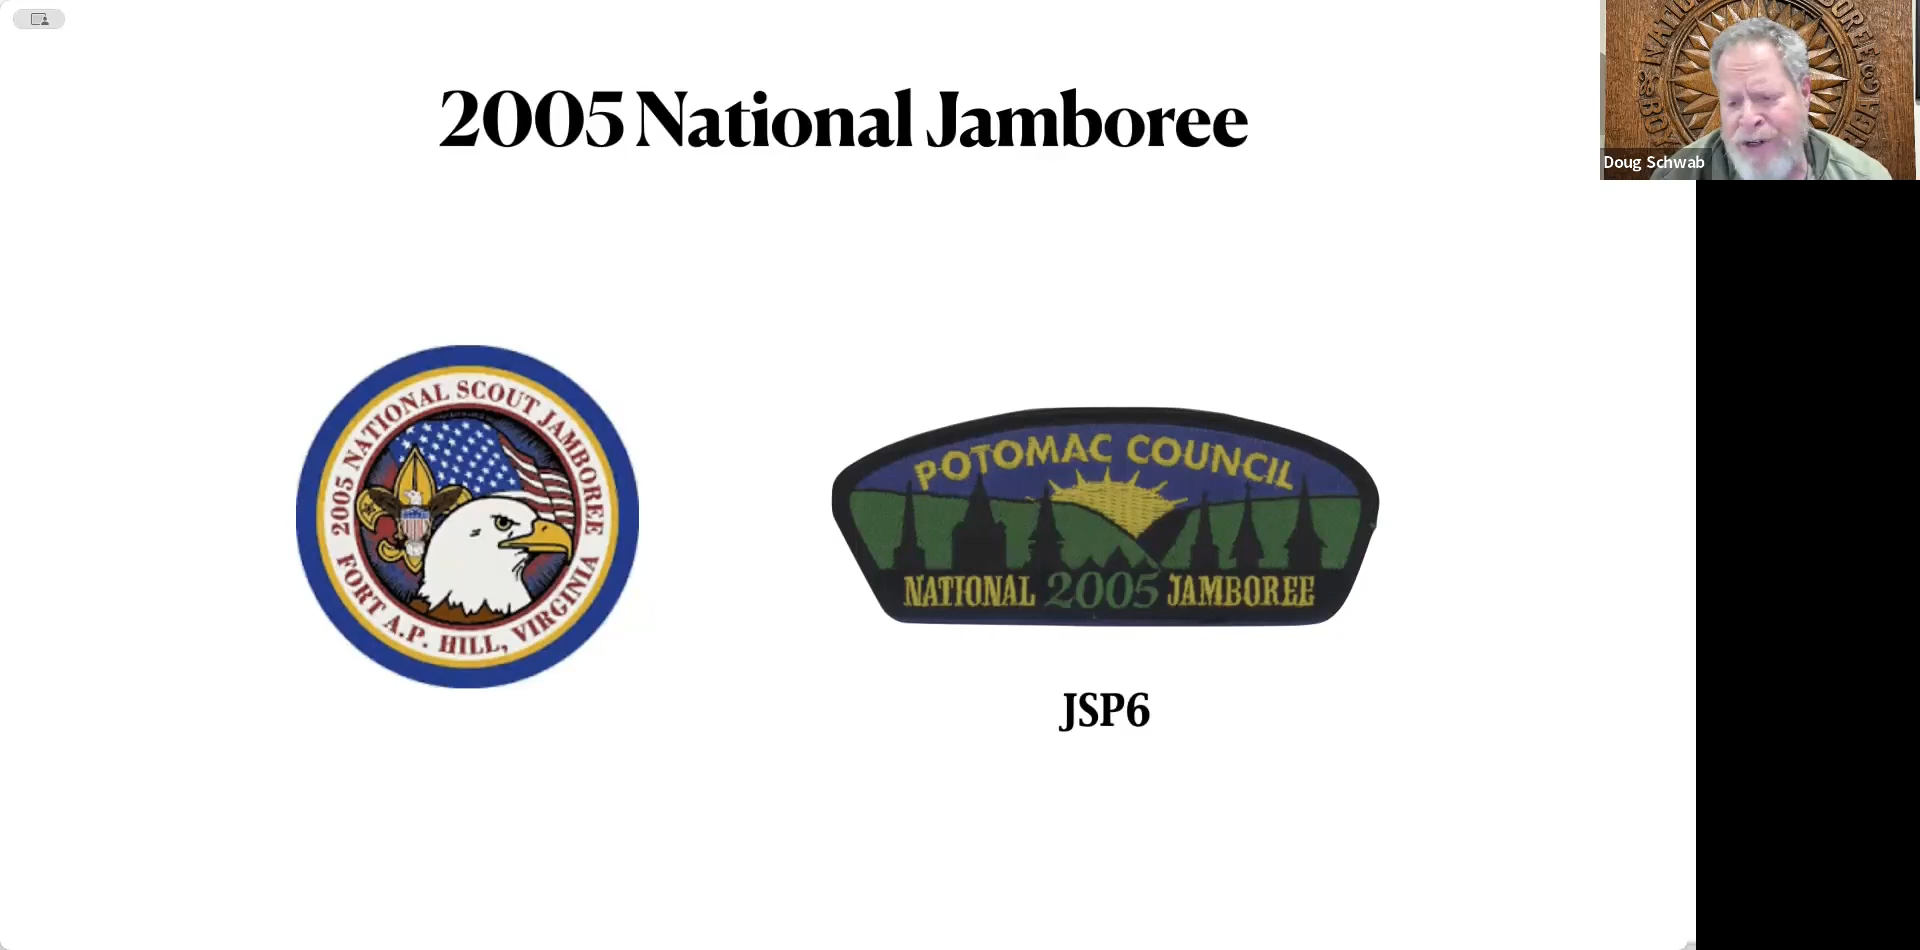 2005 National Jamboree
Doug Schwab
2005 NATIONAL SCOUT JAMBOREE
FORT A.P. HILL, VIRGINIA
POTOMAC COUNCIL
NATIONAL 2005 JAMBOREE
JSP6